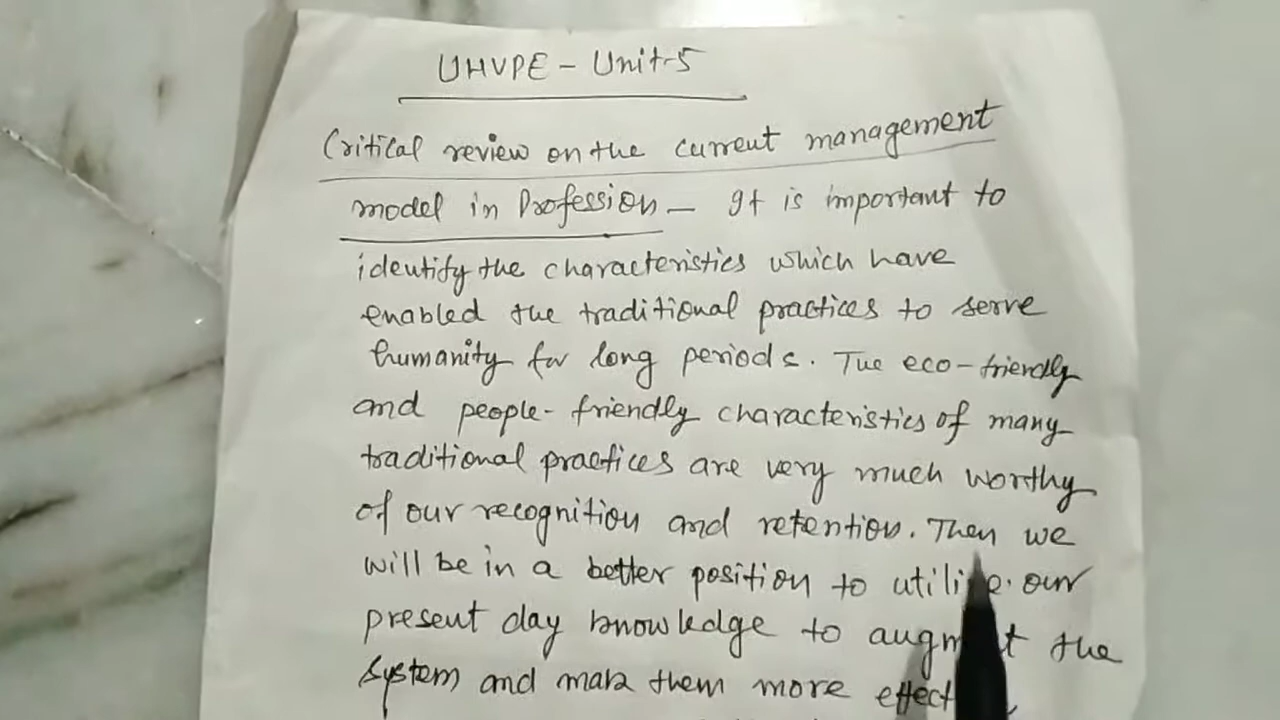 UHVPE - Unit-5
Critical review on the current management
model in Profession - It is important to
identify the characteristics which have
enabled the traditional practices to serve
humanity for long periods. The eco-friendly
and people-friendly characteristics of many
traditional practices are very much worthy
of our recognition and retention. Then we
will be in a better position to our
present day knowledge to the
system and make them more